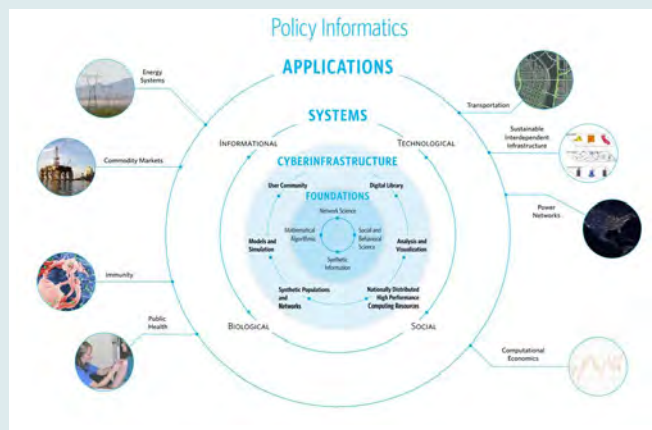 Policy Informatics
APPLICATIONS
Energy
Systems
Transportation
SYSTEMS
Sustainable
Interdependent
Infrastructure
INFORMATIONAL
TECHNOLOGICAL
Commodity Markets
CYBERINFRASTRUCTURE
User Community
Digital Library
FOUNDATIONS
Network Science
Power
Networks
Mathematical
Algorithms
Social and
Behavioral
Science
Models and
Simulation
Analysis and
Visualization
Synthetic
Information
Immunity
Synthetic Populations
and
Networks
Nationally Distributed
High Performance
Computing Resources
Public
Health
BIOLOGICAL
SOCIAL
Computational
Economics